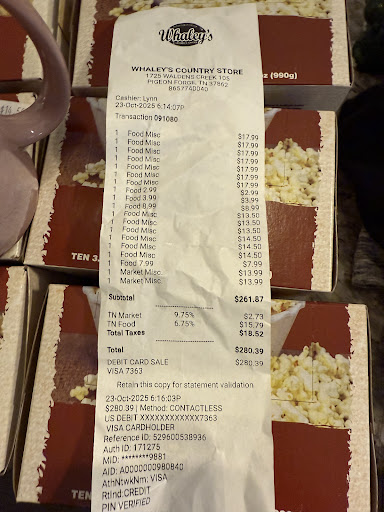 Whaley's
WHALEY'S COUNTRY STORE
1725 WALDENS CREEK 105
PIGEON FORGE, TN 37862
8657740040
Cashier: Lynn
23-Oct-2025 6:14:07P
Transaction 091080
1 Food Misc $17.99
1 Food Misc $17.99
1 Food Misc $17.99
1 Food Misc $17.99
1 Food Misc $17.99
1 Food Misc $17.99
1 Food Misc $17.99
1 Food 2.99 $2.99
1 Food 3.99 $3.99
1 Food 8.99 $8.99
1 Food Misc $13.50
1 Food Misc $13.50
1 Food Misc $13.50
1 Food Misc $14.50
1 Food Misc $14.50
1 Food Misc $14.50
1 Food 7.99 $7.99
1 Market Misc $13.99
1 Market Misc $13.99
Subtotal $261.87
TN Market 9.75% $2.73
TN Food 6.75% $15.79
Total Taxes $18.52
Total $280.39
DEBIT CARD SALE $280.39
VISA 7363
Retain this copy for statement validation.
23-Oct-2025 6:16:03P
$280.39 | Method: CONTACTLESS
US DEBIT XXXXXXXXXXXX7363
VISA CARDHOLDER
Reference ID: 529600538936
Auth ID: 171275
MID: ********9881
AID: A0000000980840
AthNtwkNm: VISA
RtInd:CREDIT
PIN VERIFIED
oz (990g)
TEN 3.
TEN